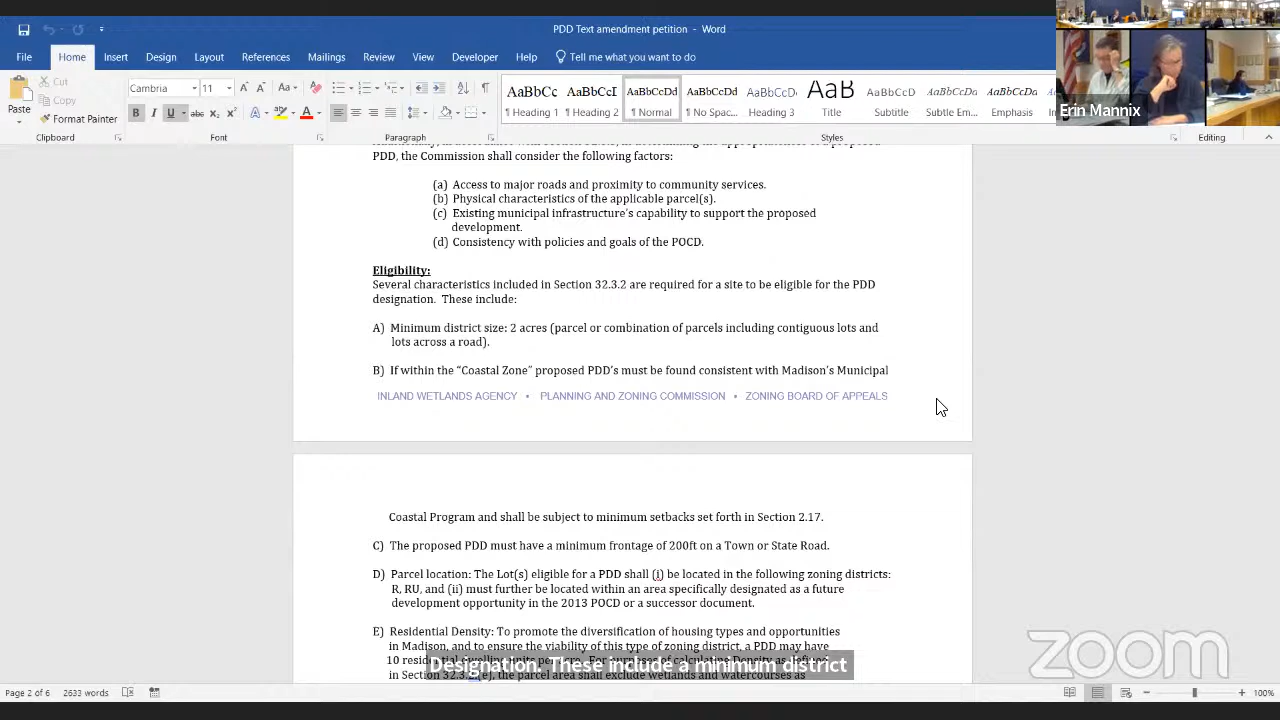 PDD Text amendment petition - Word
File Home Insert Design Layout References Mailings Review View Developer Help Tell me what you want to do
Paste Cut Copy Format Painter
Cambria 11
AaBbCc AaBbCcI AaBbCcDd AaBbCcDd AaBbCcD AaB AaBbCcD AaBbCcDd AaBbCcDd
¶ Heading 1 ¶ Heading 2 ¶ Normal ¶ No Spac... Heading 3 Title Subtitle Subtle Em... Emphasis
Clipboard Font Paragraph Styles Editing
Erin Mannix
PDD, the Commission shall consider the following factors:
(a) Access to major roads and proximity to community services.
(b) Physical characteristics of the applicable parcel(s).
(c) Existing municipal infrastructure's capability to support the proposed
development.
(d) Consistency with policies and goals of the POCD.
Eligibility:
Several characteristics included in Section 32.3.2 are required for a site to be eligible for the PDD
designation. These include:
A) Minimum district size: 2 acres (parcel or combination of parcels including contiguous lots and
lots across a road).
B) If within the “Coastal Zone” proposed PDD's must be found consistent with Madison's Municipal
INLAND WETLANDS AGENCY • PLANNING AND ZONING COMMISSION • ZONING BOARD OF APPEALS
Coastal Program and shall be subject to minimum setbacks set forth in Section 2.17.
C) The proposed PDD must have a minimum frontage of 200ft on a Town or State Road.
D) Parcel location: The Lot(s) eligible for a PDD shall (i) be located in the following zoning districts:
R, RU, and (ii) must further be located within an area specifically designated as a future
development opportunity in the 2013 POCD or a successor document.
E) Residential Density: To promote the diversification of housing types and opportunities
in Madison, and to ensure the viability of this type of zoning district, a PDD may have
10
in Section the parcel area shall exclude wetlands and watercourses as
Designation. These include a minimum district
zoom
Page 2 of 6 2633 words 100%